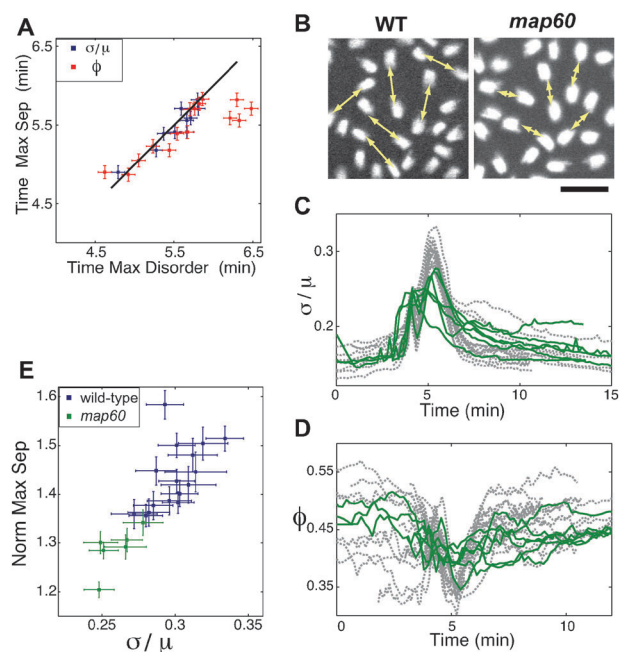 A
6.5
5.5
4.5
4.5
5.5
6.5
Time Max Sep (min)
Time Max Disorder (min)
σ/μ
ϕ
B
WT
map60
C
0.3
0.2
σ/μ
0
5
10
15
Time (min)
D
0.55
0.45
0.35
ϕ
0
5
10
Time (min)
E
wild-type
map60
1.6
1.5
1.4
1.3
1.2
Norm Max Sep
0.25
0.3
0.35
σ/μ